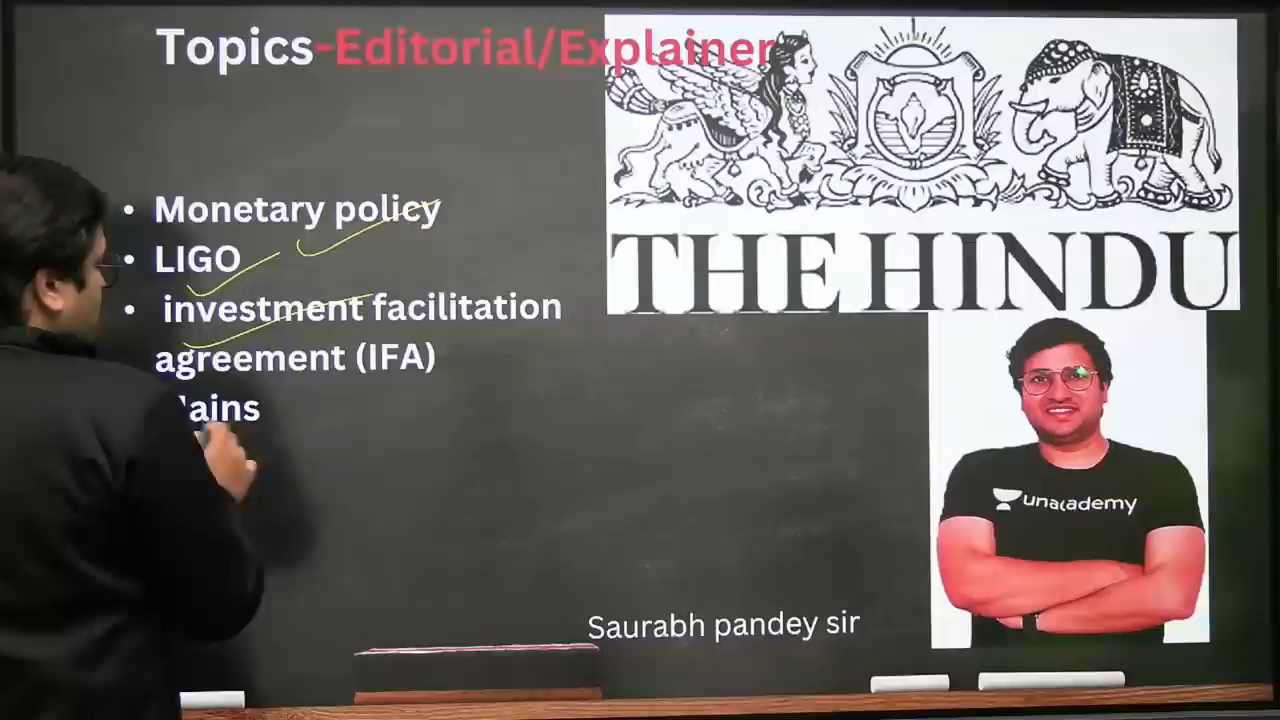 Topics-Editorial/Explainer
• Monetary policy
• LIGO
• investment facilitation
agreement (IFA)
THE HINDU
unacademy
Saurabh pandey sir